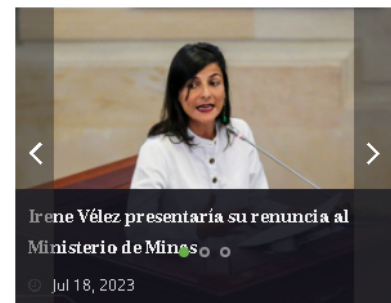 Irene Vélez presentaría su renuncia al
Ministerio de Minas
Jul 18, 2023